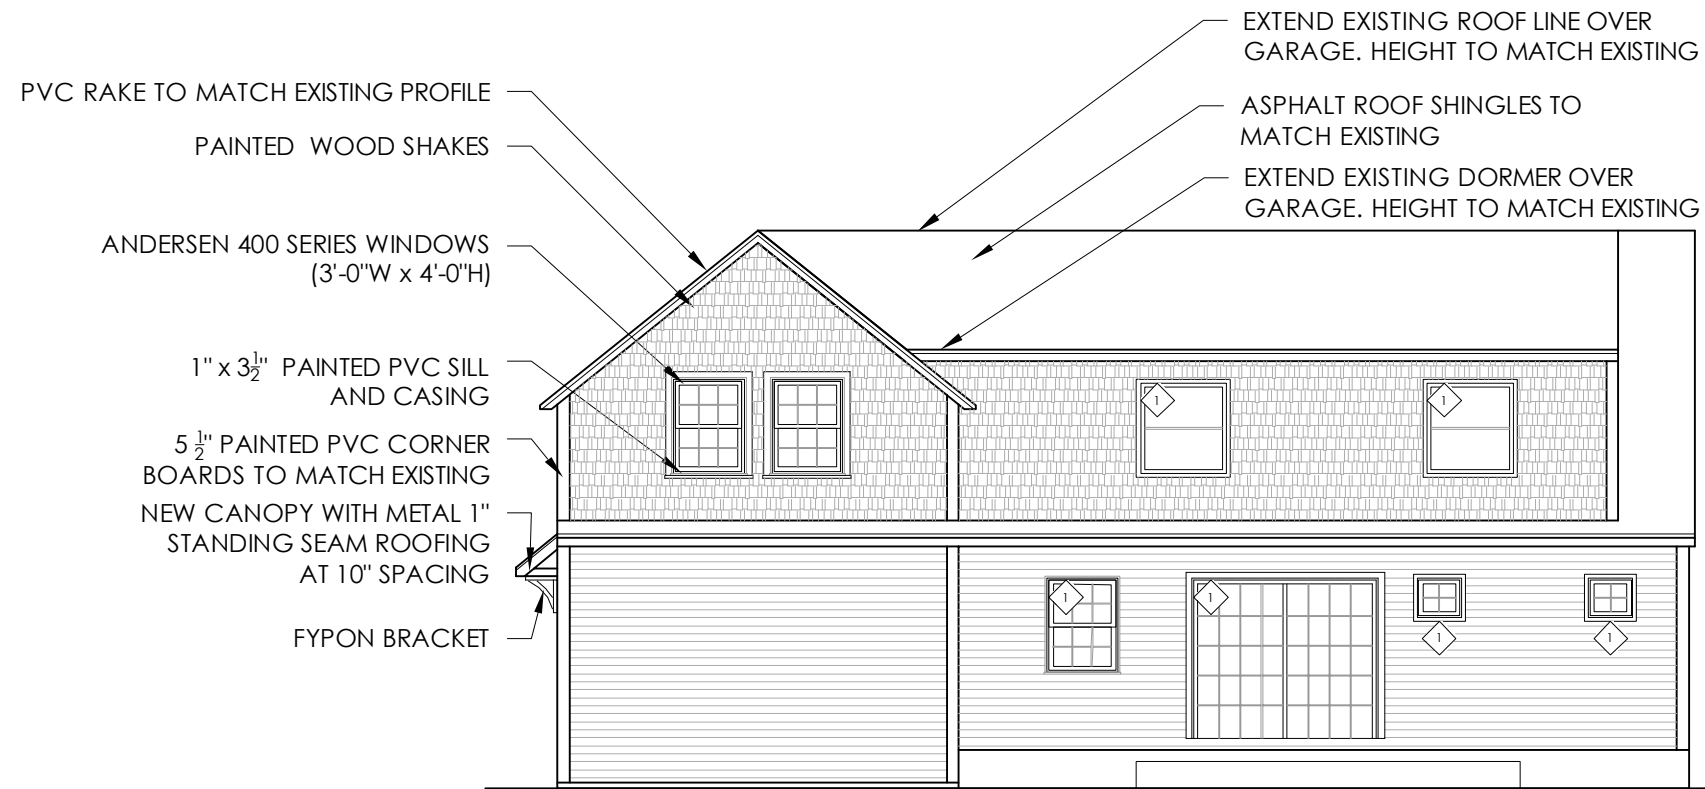 EXTEND EXISTING ROOF LINE OVER
GARAGE. HEIGHT TO MATCH EXISTING
PVC RAKE TO MATCH EXISTING PROFILE
ASPHALT ROOF SHINGLES TO
MATCH EXISTING
PAINTED WOOD SHAKES
EXTEND EXISTING DORMER OVER
GARAGE. HEIGHT TO MATCH EXISTING
ANDERSEN 400 SERIES WINDOWS
(3'-0"W x 4'-0"H)
1" x 3 1/2" PAINTED PVC SILL
AND CASING
5 1/2" PAINTED PVC CORNER
BOARDS TO MATCH EXISTING
NEW CANOPY WITH METAL 1"
STANDING SEAM ROOFING
AT 10" SPACING
FYPON BRACKET
1
1
1
1
1
1